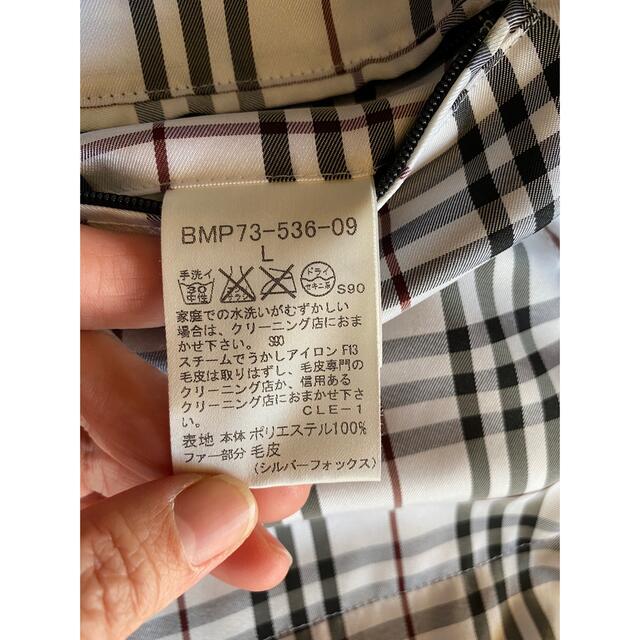 BMP73-536-09
L
手洗イ ドライ
30
中性 セキユ系 S90
家庭での水洗いがむずかしい
場合は、クリーニング店におま
かせ下さい。 S90
スチームでうかしアイロン F13
毛皮は取りはずし、毛皮専門の
クリーニング店か、信用ある
クリーニング店におまかせ下さ
い。 CLE-1
表地 本体 ポリエステル100%
ファー部分 毛皮
(シルバーフォックス)